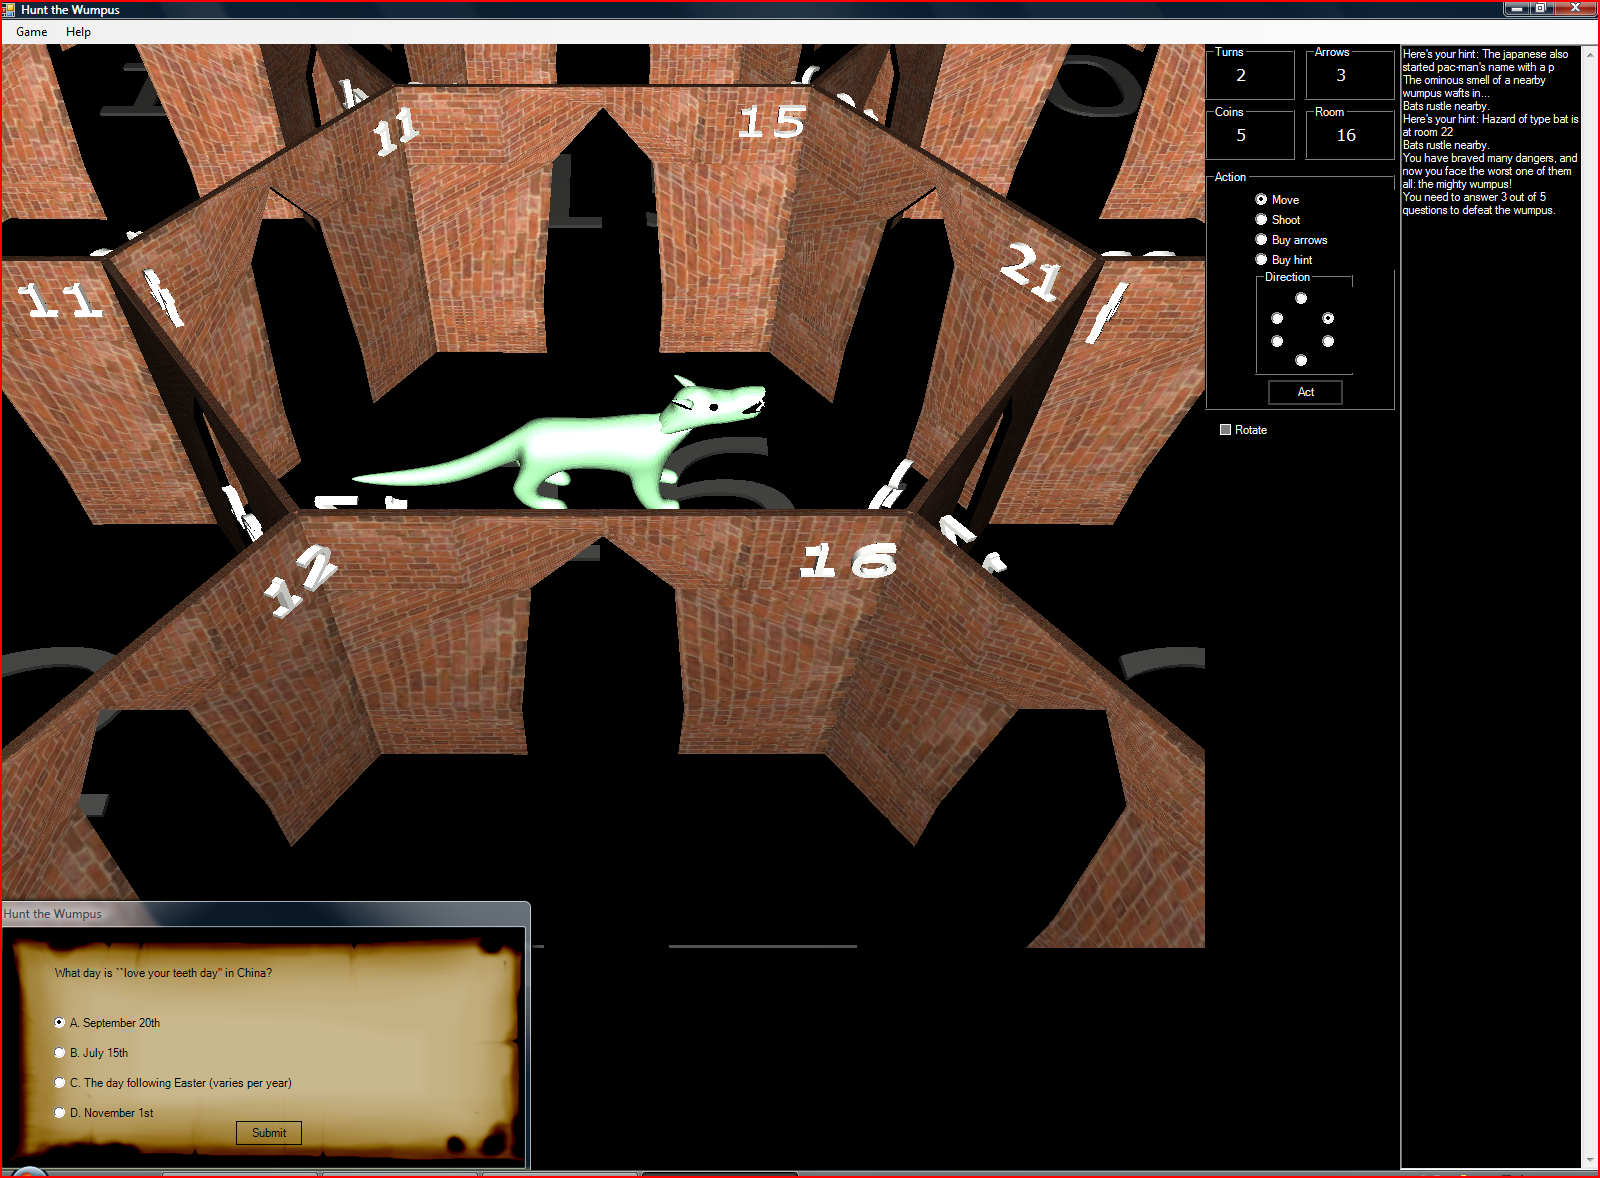 Hunt the Wumpus
Game Help
Turns
2
Arrows
3
Coins
5
Room
16
Action
Move
Shoot
Buy arrows
Buy hint
Direction
Act
Rotate
Here's your hint: The japanese also
started pac-man's name with a p
The ominous smell of a nearby
wumpus wafts in...
Bats rustle nearby.
Here's your hint: Hazard of type bat is
at room 22
Bats rustle nearby.
You have braved many dangers, and
now you face the worst one of them
all: the mighty wumpus!
You need to answer 3 out of 5
questions to defeat the wumpus.
11
15
11
21
12
16
Hunt the Wumpus
What day is ``love your teeth day" in China?
A. September 20th
B. July 15th
C. The day following Easter (varies per year)
D. November 1st
Submit